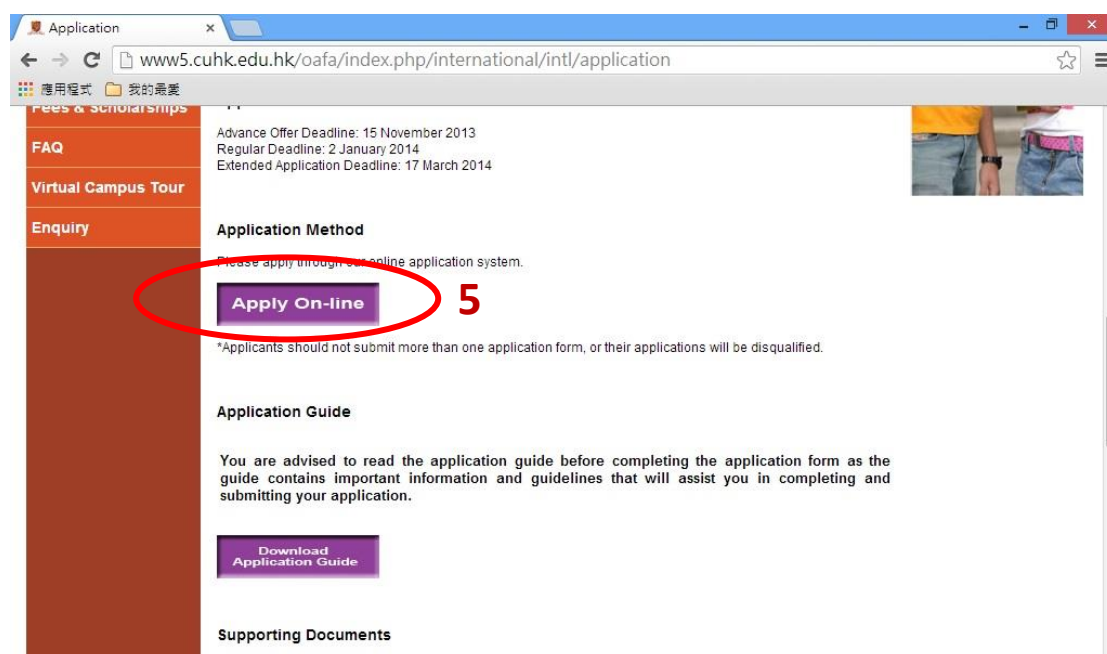 Application
www5.cuhk.edu.hk/oafa/index.php/international/intl/application
應用程式 我的最愛
Fees & Scholarships
FAQ
Virtual Campus Tour
Enquiry
Advance Offer Deadline: 15 November 2013
Regular Deadline: 2 January 2014
Extended Application Deadline: 17 March 2014
Application Method
Please apply through our online application system.
Apply On-line
5
*Applicants should not submit more than one application form, or their applications will be disqualified.
Application Guide
You are advised to read the application guide before completing the application form as the
guide contains important information and guidelines that will assist you in completing and
submitting your application.
Download
Application Guide
Supporting Documents